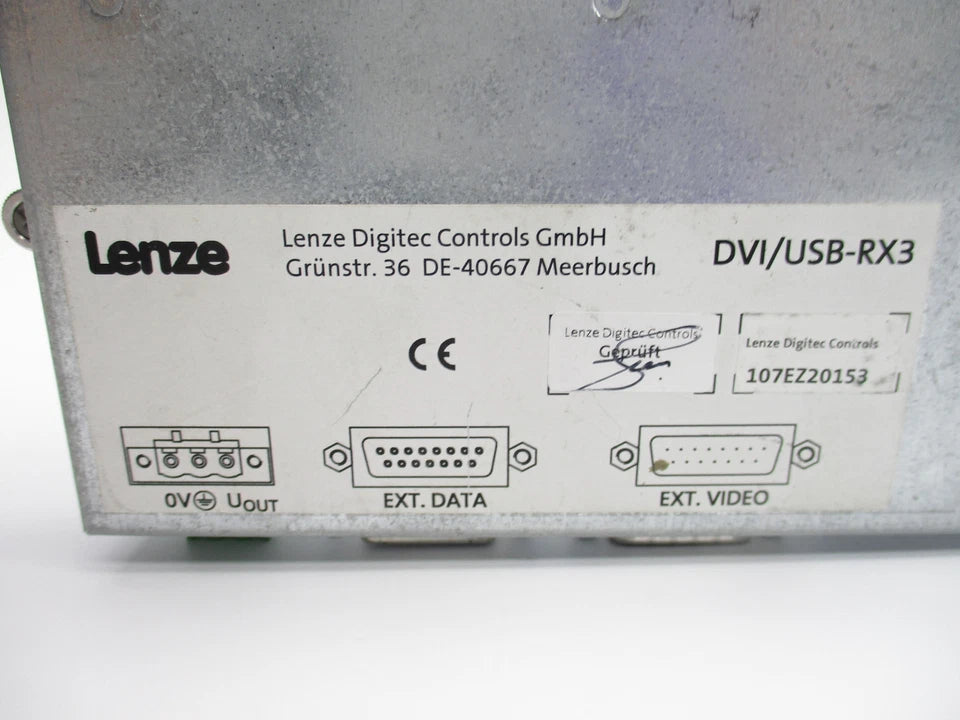 Lenze
Lenze Digitec Controls GmbH
Grünstr. 36 DE-40667 Meerbusch
DVI/USB-RX3
CE
Lenze Digitec Controls
Geprüft
Lenze Digitec Controls
107EZ20153
0V UOUT
EXT. DATA
EXT. VIDEO